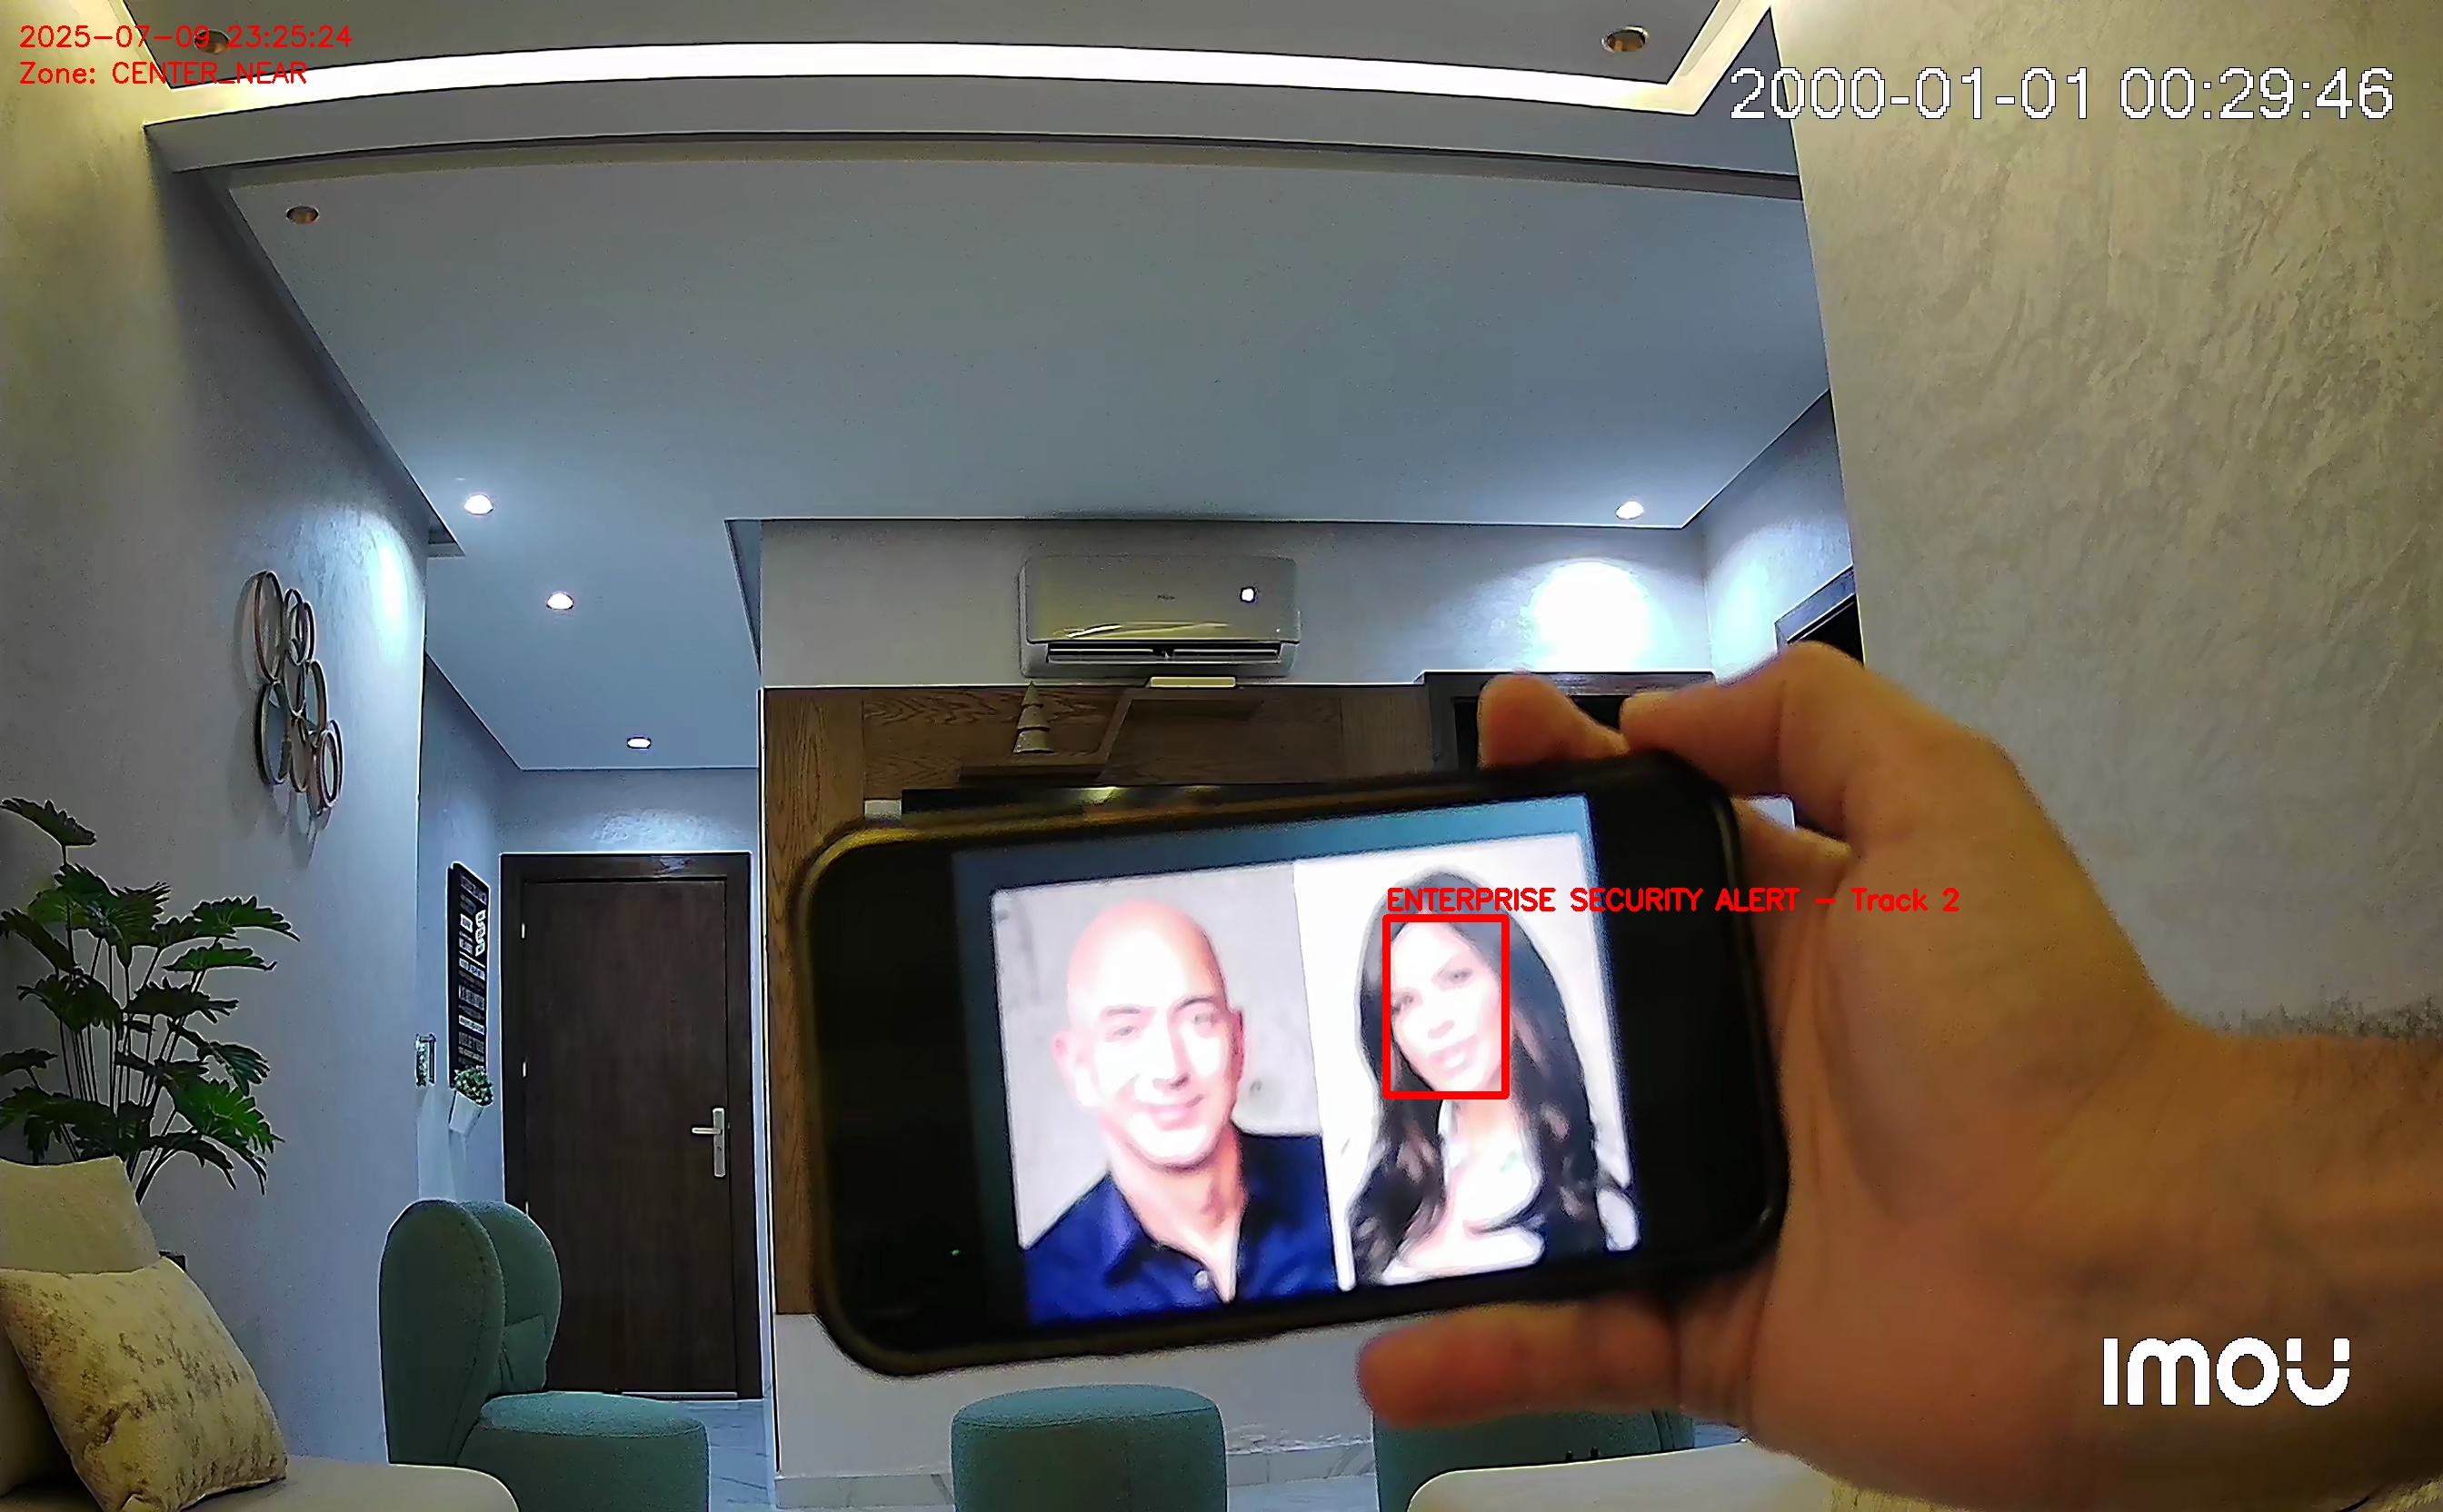 2025-07-09 23:25:24
Zone: CENTER_NEAR
2000-01-01 00:29:46
ENTERPRISE SECURITY ALERT - Track 2
imou